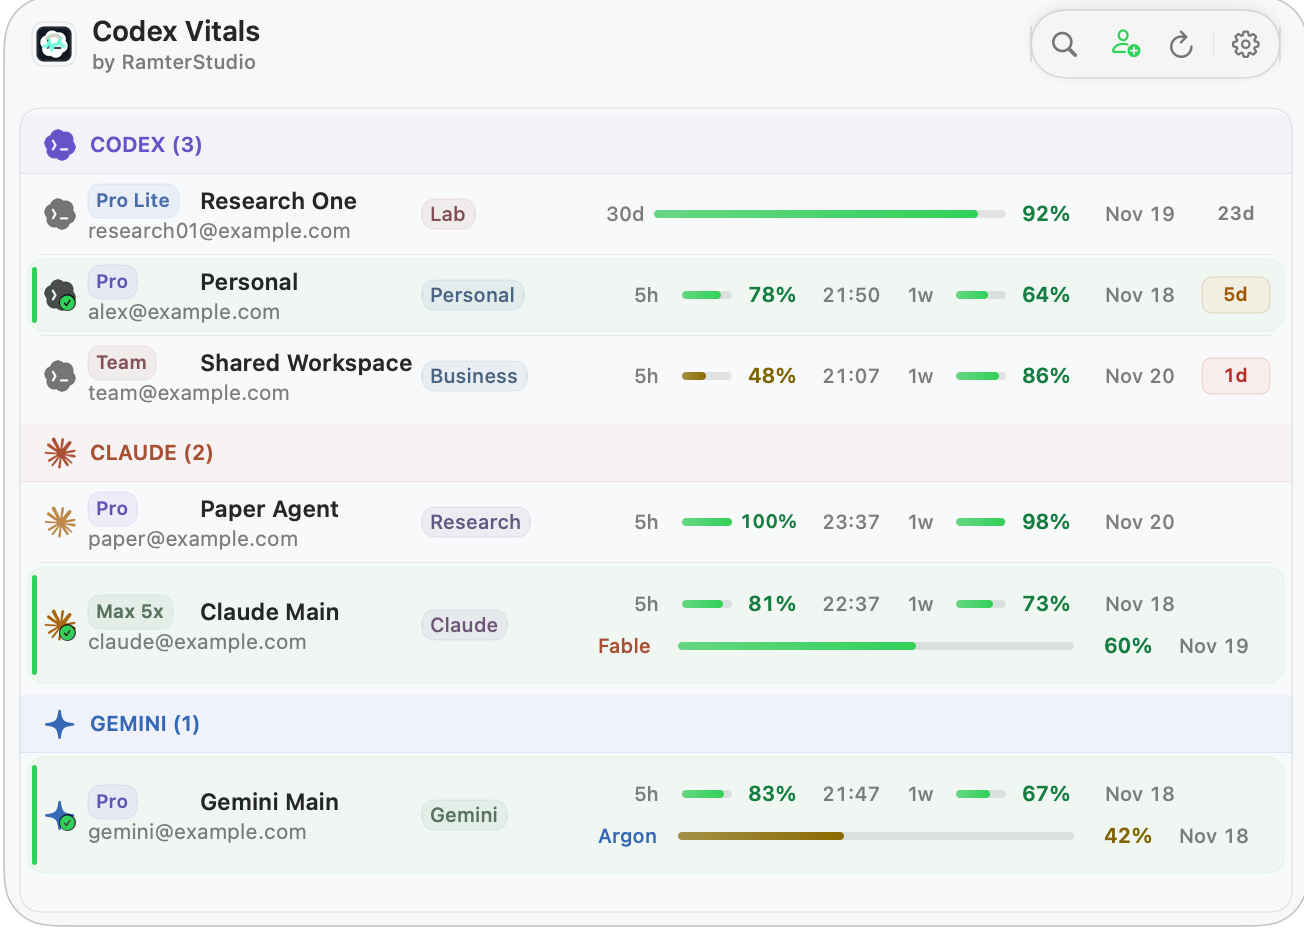 Codex Vitals
by RamterStudio
CODEX (3)
Pro Lite Research One
research01@example.com
Lab
30d 92% Nov 19 23d
Pro Personal
alex@example.com
Personal
5h 78% 21:50 1w 64% Nov 18 5d
Team Shared Workspace
team@example.com
Business
5h 48% 21:07 1w 86% Nov 20 1d
CLAUDE (2)
Pro Paper Agent
paper@example.com
Research
5h 100% 23:37 1w 98% Nov 20
Max 5x Claude Main
claude@example.com
Claude
5h 81% 22:37 1w 73% Nov 18
Fable 60% Nov 19
GEMINI (1)
Pro Gemini Main
gemini@example.com
Gemini
5h 83% 21:47 1w 67% Nov 18
Argon 42% Nov 18